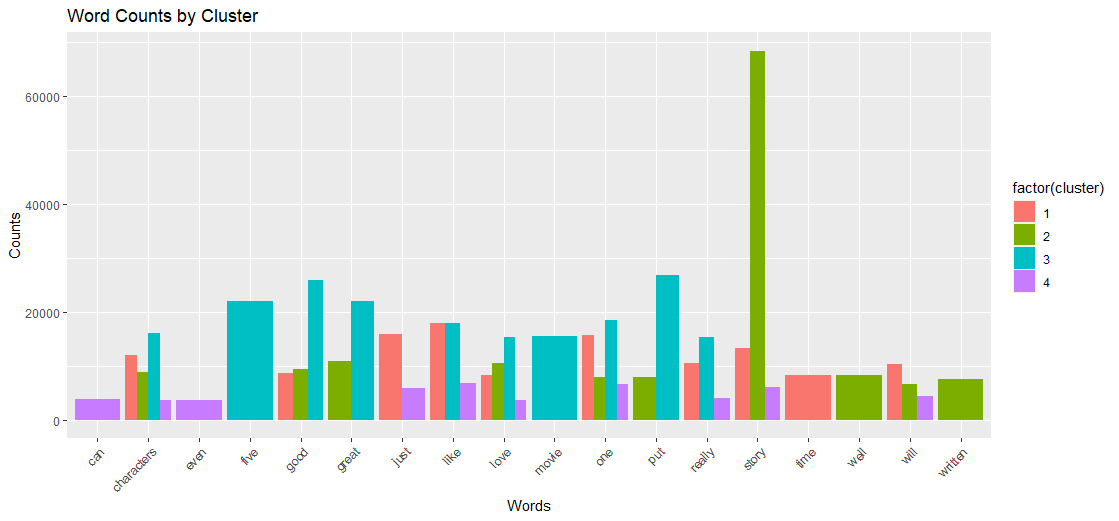 Word Counts by Cluster
Counts
60000
40000
20000
0
can
characters
even
five
good
great
just
like
love
movie
one
put
really
story
time
well
will
written
Words
factor(cluster)
1
2
3
4